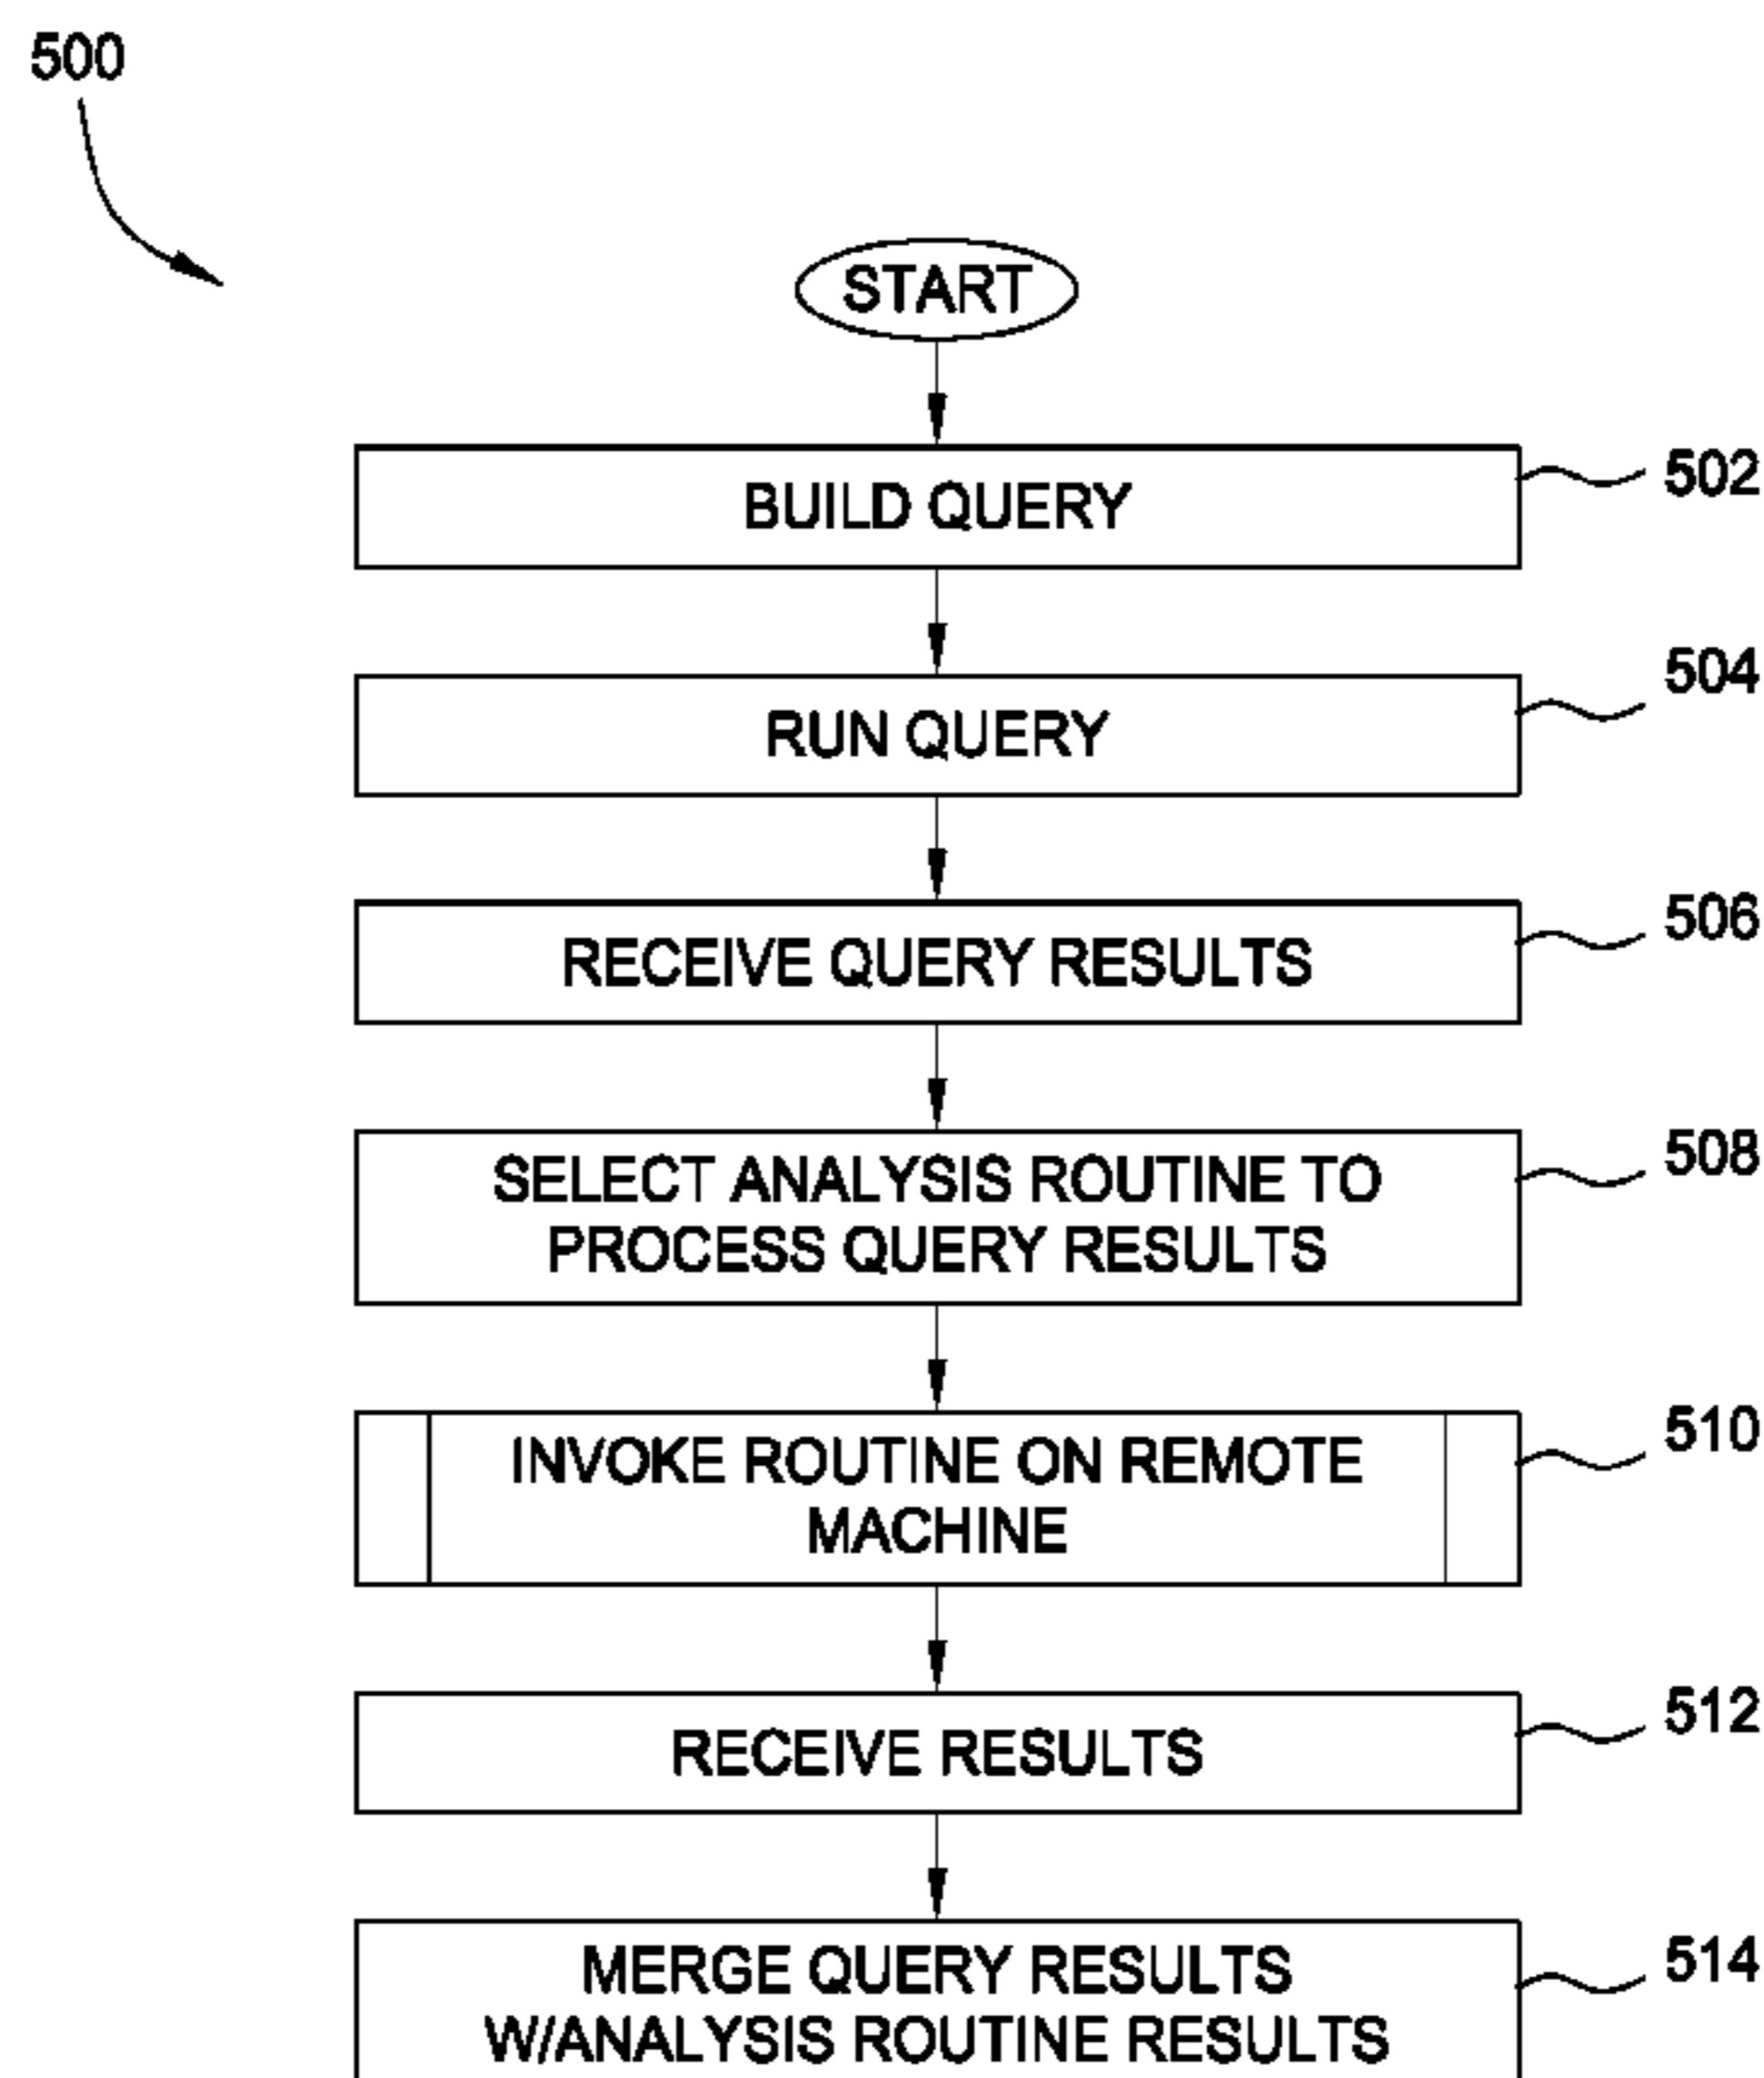 500
START
BUILD QUERY
502
RUN QUERY
504
RECEIVE QUERY RESULTS
506
SELECT ANALYSIS ROUTINE TO
PROCESS QUERY RESULTS
508
INVOKE ROUTINE ON REMOTE
MACHINE
510
RECEIVE RESULTS
512
MERGE QUERY RESULTS
W/ANALYSIS ROUTINE RESULTS
514